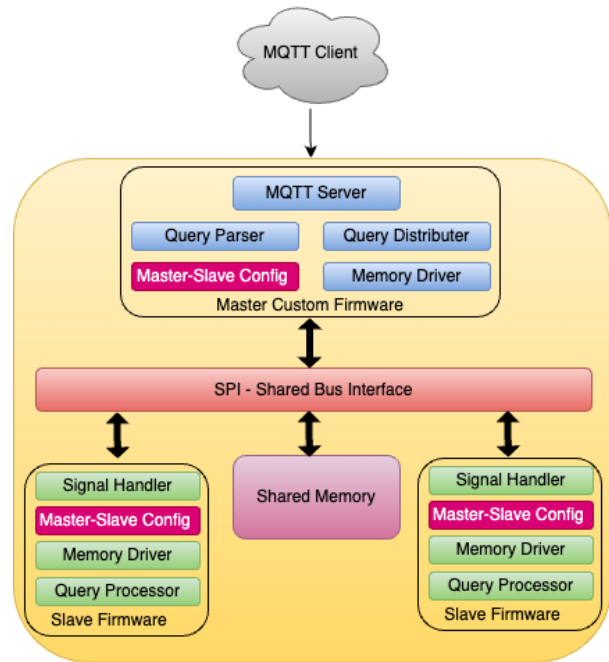 MQTT Client
MQTT Server
Query Parser
Query Distributer
Master-Slave Config
Memory Driver
Master Custom Firmware
SPI - Shared Bus Interface
Signal Handler
Master-Slave Config
Memory Driver
Query Processor
Slave Firmware
Shared Memory
Signal Handler
Master-Slave Config
Memory Driver
Query Processor
Slave Firmware